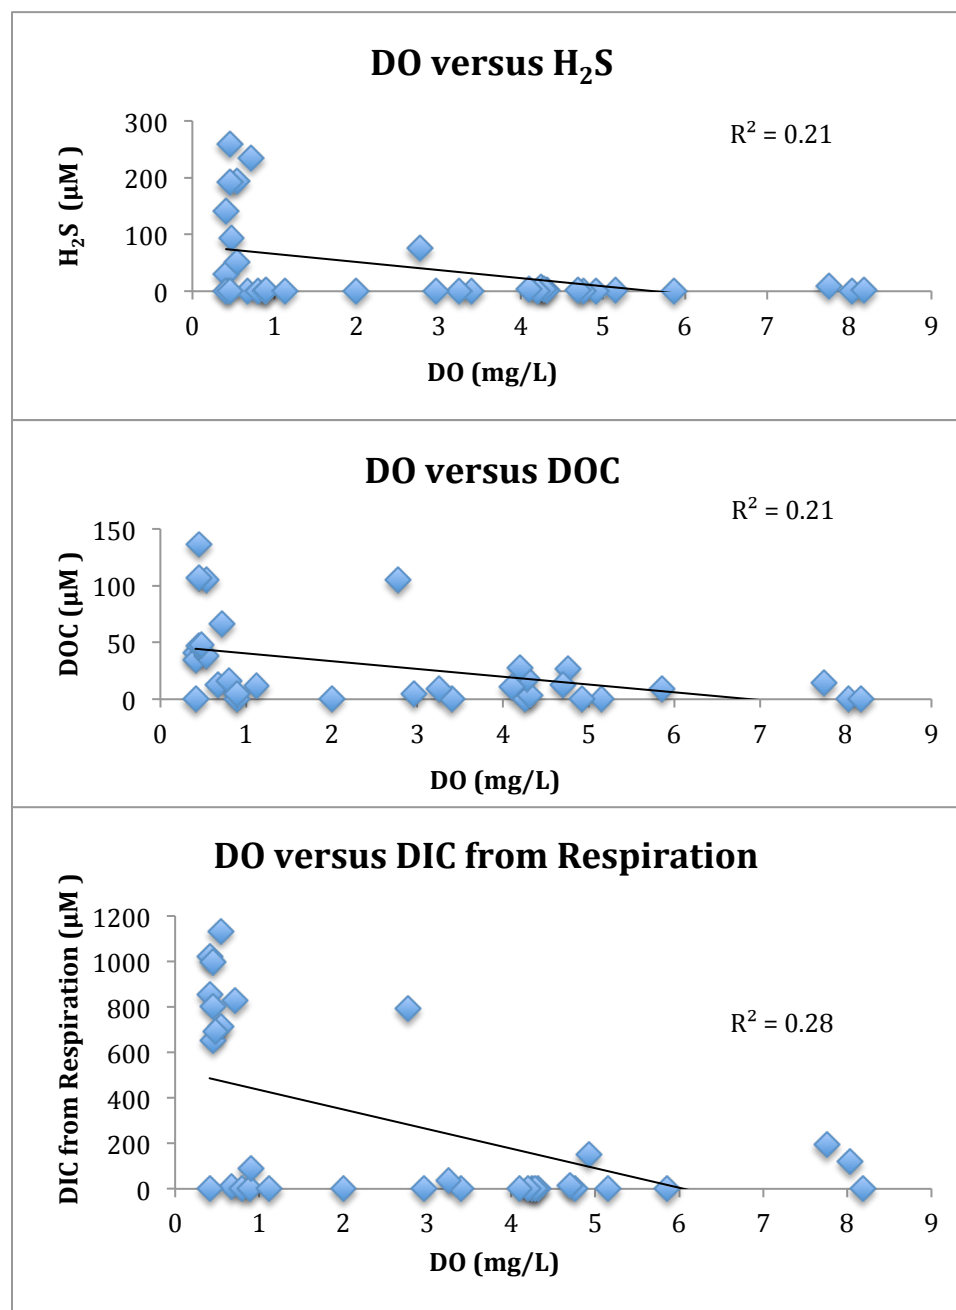 DO versus H₂S
R² = 0.21
H₂S (µM )
300
200
100
0
0 1 2 3 4 5 6 7 8 9
DO (mg/L)
DO versus DOC
R² = 0.21
DOC (µM )
150
100
50
0
0 1 2 3 4 5 6 7 8 9
DO (mg/L)
DO versus DIC from Respiration
DIC from Respiration (µM )
1200
1000
800
600
400
200
0
R² = 0.28
0 1 2 3 4 5 6 7 8 9
DO (mg/L)